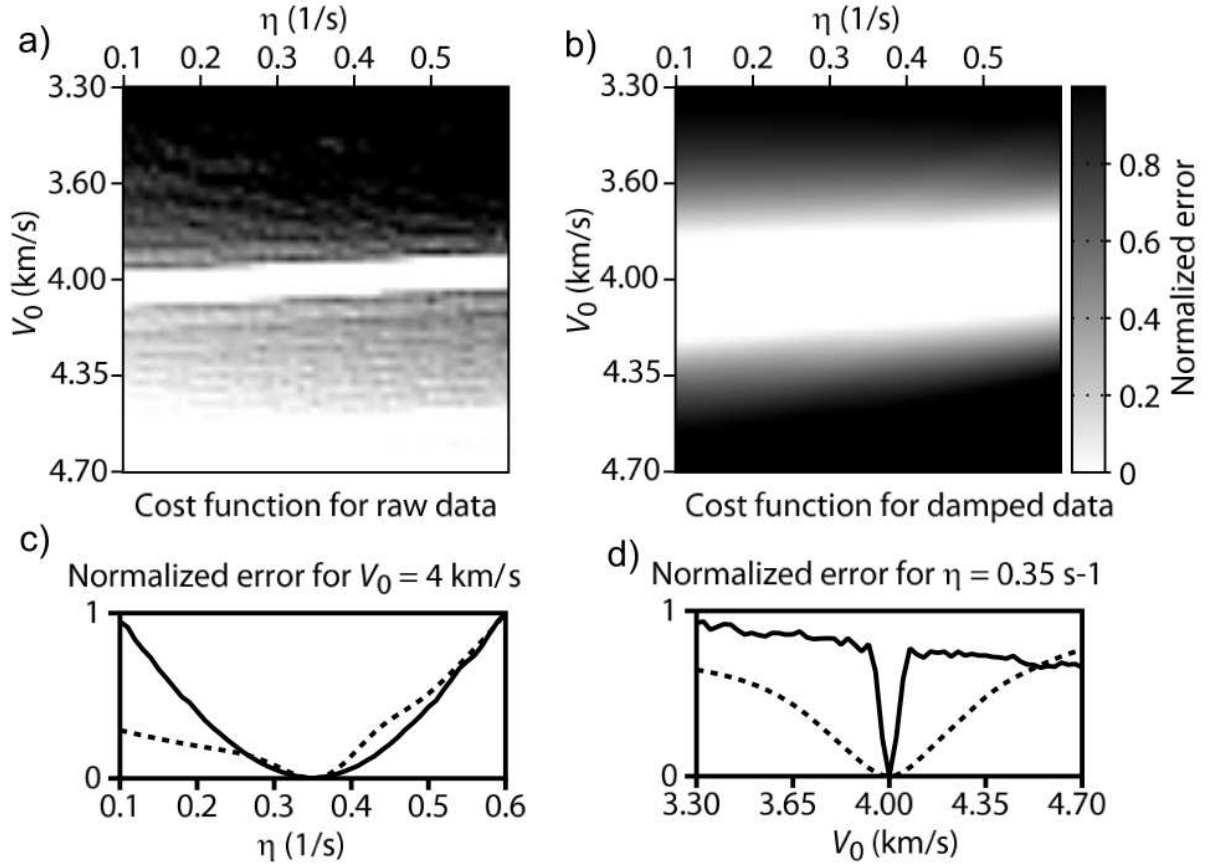 a)
η (1/s)
0.1 0.2 0.3 0.4 0.5
3.30
3.60
4.00
4.35
4.70
V0 (km/s)
Cost function for raw data
b)
η (1/s)
0.1 0.2 0.3 0.4 0.5
3.30
3.60
4.00
4.35
4.70
V0 (km/s)
0.8
0.6
0.4
0.2
0
Normalized error
Cost function for damped data
c)
Normalized error for V0 = 4 km/s
1
0
0.1 0.2 0.3 0.4 0.5 0.6
η (1/s)
d)
Normalized error for η = 0.35 s-1
1
0
3.30 3.65 4.00 4.35 4.70
V0 (km/s)